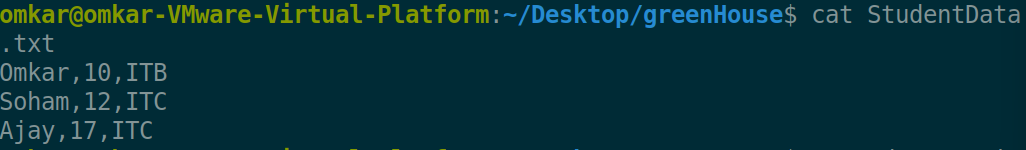 omkar@omkar-VMware-Virtual-Platform:~/Desktop/greenHouse$ cat StudentData
.txt
Omkar,10,ITB
Soham,12,ITC
Ajay,17,ITC